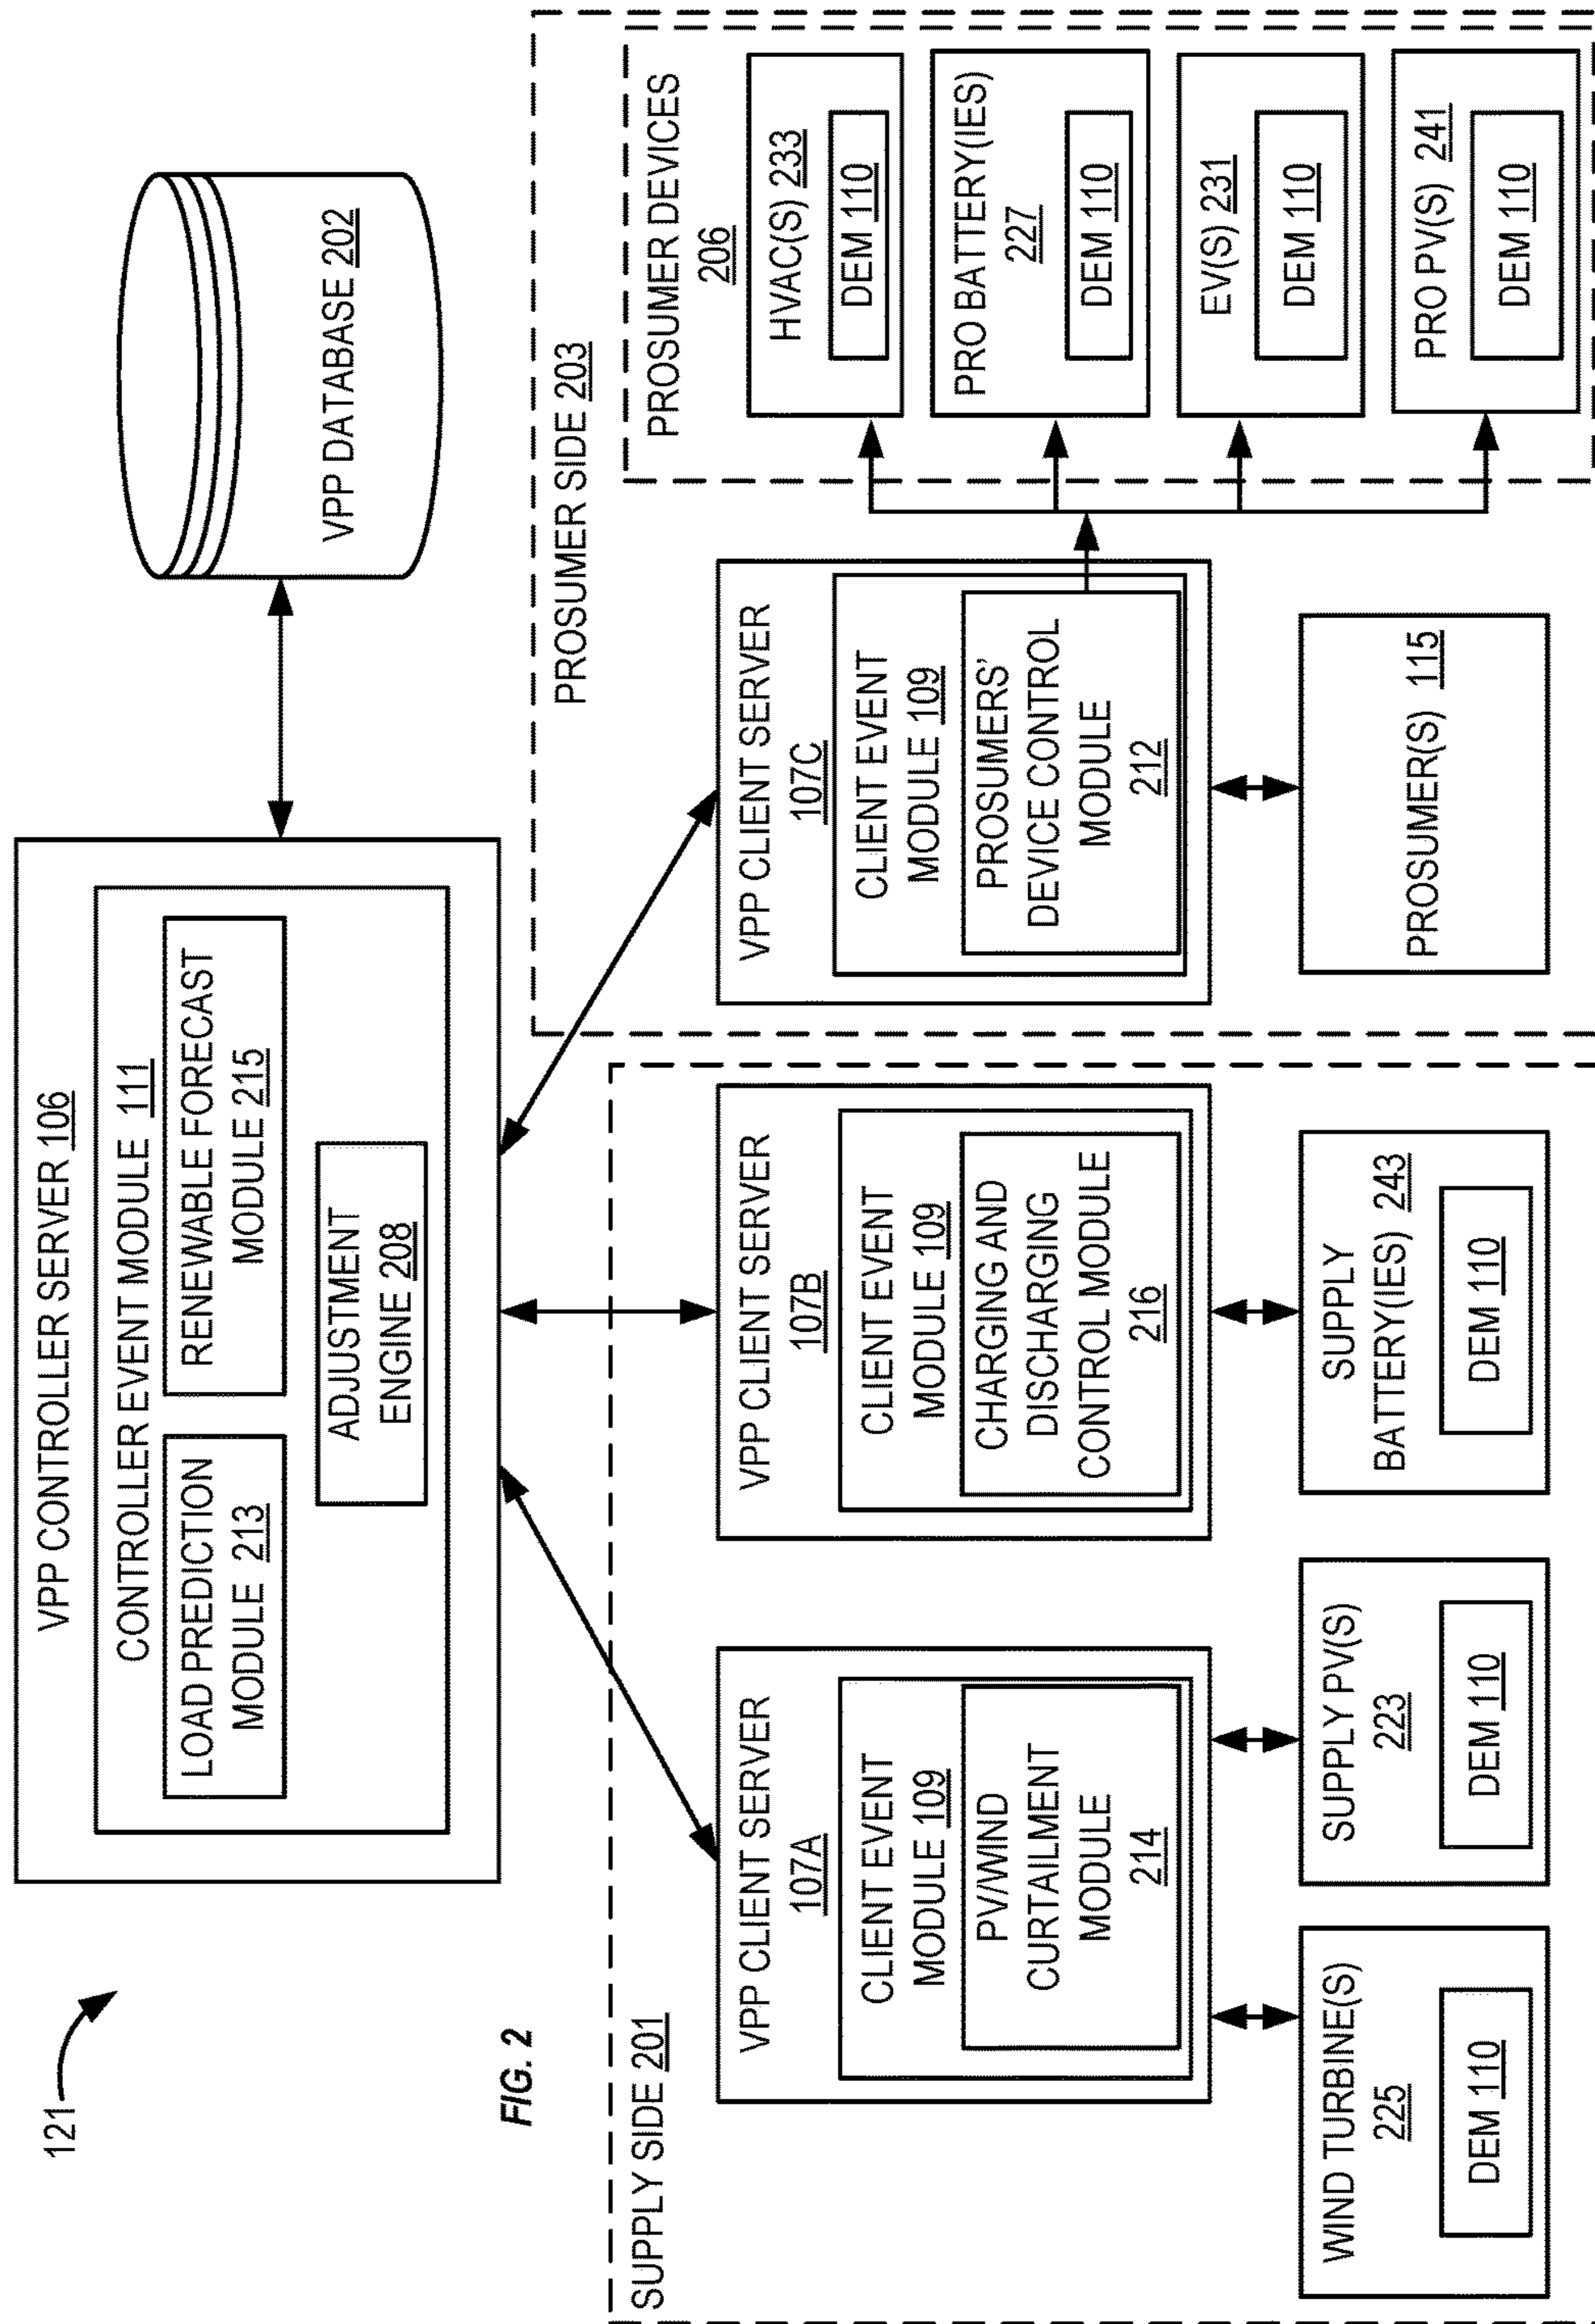 121
FIG. 2
VPP CONTROLLER SERVER 106
CONTROLLER EVENT MODULE 111
LOAD PREDICTION
MODULE 213
RENEWABLE FORECAST
MODULE 215
ADJUSTMENT
ENGINE 208
VPP DATABASE 202
SUPPLY SIDE 201
VPP CLIENT SERVER
107A
CLIENT EVENT
MODULE 109
PV/WIND
CURTAILMENT
MODULE
214
WIND TURBINE(S)
225
DEM 110
SUPPLY PV(S)
223
DEM 110
VPP CLIENT SERVER
107B
CLIENT EVENT
MODULE 109
CHARGING AND
DISCHARGING
CONTROL MODULE
216
SUPPLY
BATTERY(IES) 243
DEM 110
PROSUMER SIDE 203
VPP CLIENT SERVER
107C
CLIENT EVENT
MODULE 109
PROSUMERS'
DEVICE CONTROL
MODULE
212
PROSUMER(S) 115
PROSUMER DEVICES
206
HVAC(S) 233
DEM 110
PRO BATTERY(IES)
227
DEM 110
EV(S) 231
DEM 110
PRO PV(S) 241
DEM 110